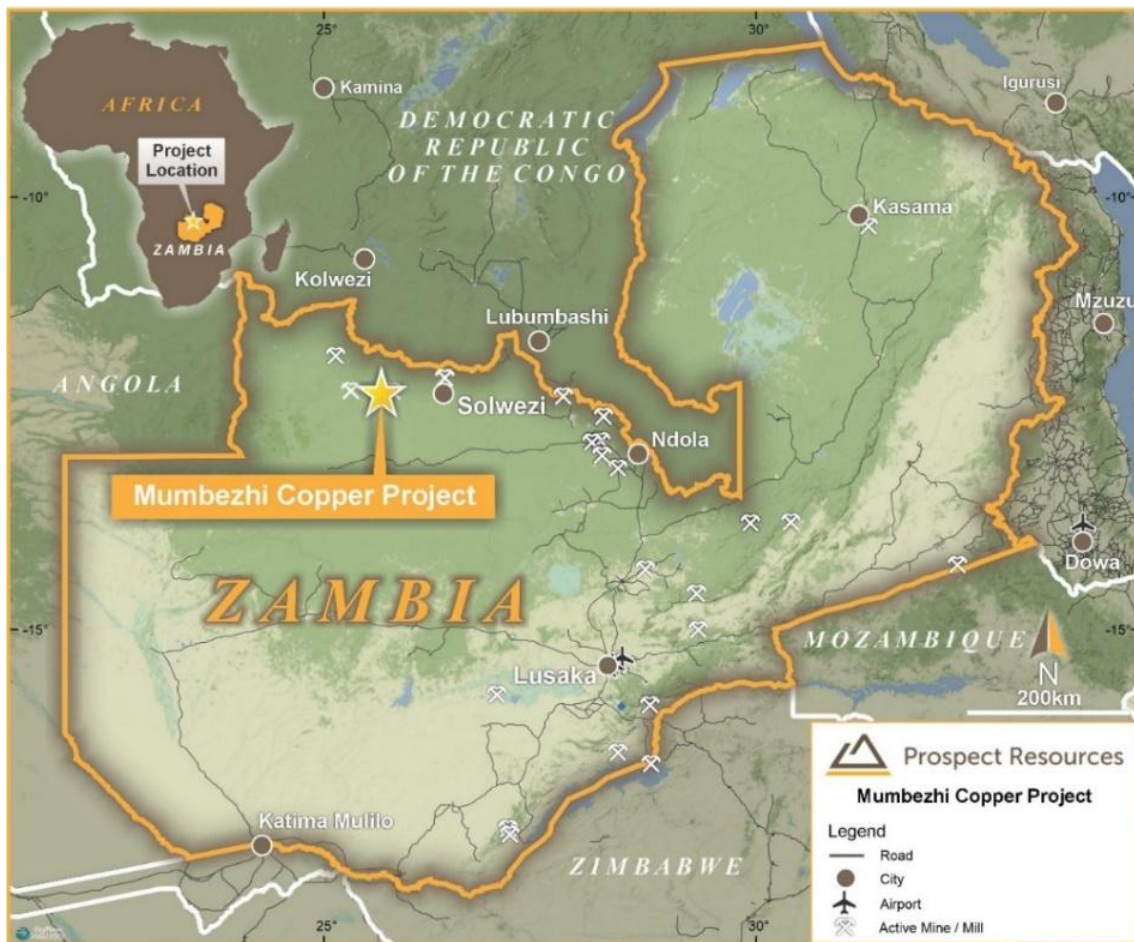 25°
30°
Kamina
Igurusi
AFRICA
DEMOCRATIC
REPUBLIC
OF THE CONGO
Project
Location
-10°
-10°
Kasama
ZAMBIA
Kolwezi
Mzuzu
Lubumbashi
ANGOLA
Solwezi
Ndola
Mumbezhi Copper Project
Dowa
ZAMBIA
-15°
-15°
MOZAMBIQUE
N
200km
Lusaka
Prospect Resources
Mumbezhi Copper Project
Legend
Road
City
Airport
Active Mine / Mill
Katima Mulilo
ZIMBABWE
25°
30°